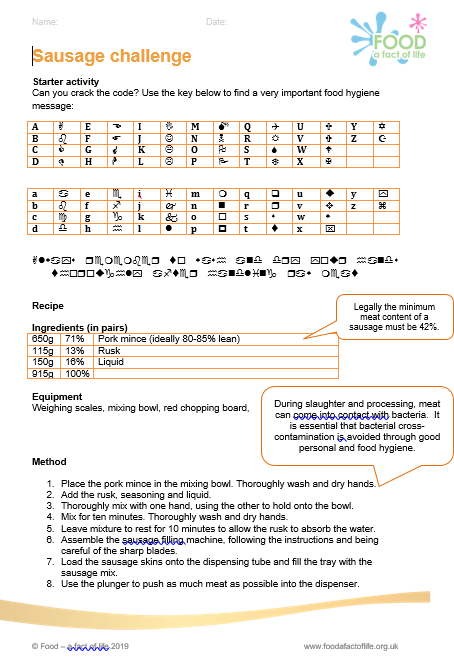 Name: Date:
FOOD
a fact of life
Sausage challenge
Starter activity
Can you crack the code? Use the key below to find a very important food hygiene
message:
A E I M Q U Y
B F J N R V Z
C G K O S W
D H L P T X
a e i m q u y
b f j n r v z
c g k o s w
d h l p t x
Recipe
Legally the minimum
meat content of a
sausage must be 42%.
Ingredients (in pairs)
650g 71% Pork mince (ideally 80-85% lean)
115g 13% Rusk
150g 16% Liquid
915g 100%
Equipment
Weighing scales, mixing bowl, red chopping board,
During slaughter and processing, meat
can come into contact with bacteria. It
is essential that bacterial cross-
contamination is avoided through good
personal and food hygiene.
Method
1. Place the pork mince in the mixing bowl. Thoroughly wash and dry hands.
2. Add the rusk, seasoning and liquid.
3. Thoroughly mix with one hand, using the other to hold onto the bowl.
4. Mix for ten minutes. Thoroughly wash and dry hands.
5. Leave mixture to rest for 10 minutes to allow the rusk to absorb the water.
6. Assemble the sausage filling machine, following the instructions and being
careful of the sharp blades.
7. Load the sausage skins onto the dispensing tube and fill the tray with the
sausage mix.
8. Use the plunger to push as much meat as possible into the dispenser.
© Food – a fact of life 2019 www.foodafactoflife.org.uk